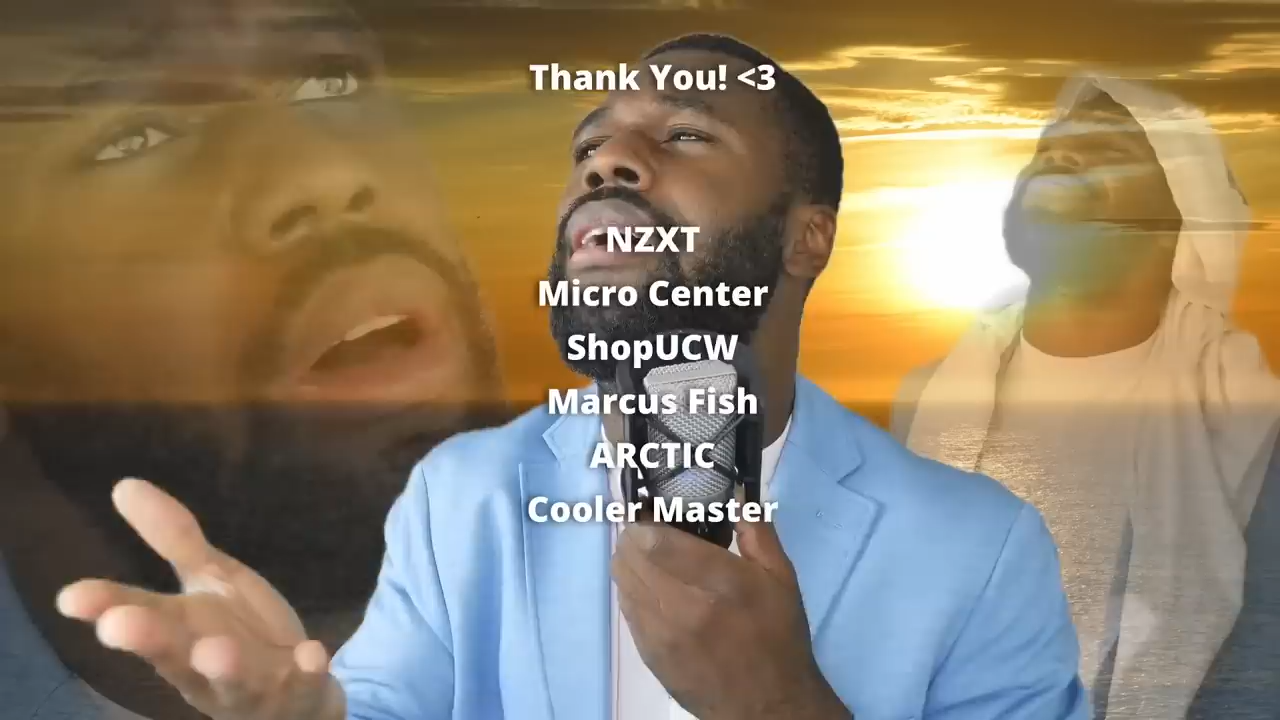 Thank You! <3
NZXT
Micro Center
ShopUCW
Marcus Fish
ARCTIC
Cooler Master